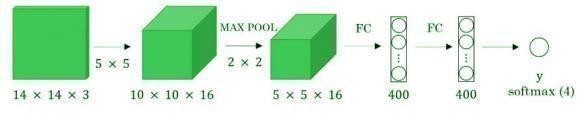 MAX POOL
FC
FC
5 × 5
2 × 2
y
14 × 14 × 3
10 × 10 × 16
5 × 5 × 16
400
400
softmax (4)